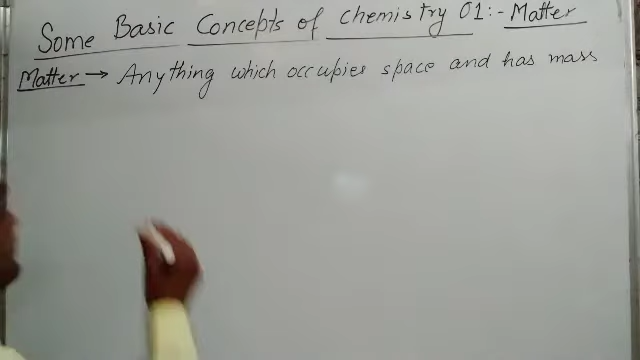 Some Basic Concepts of Chemistry 01:- Matter
Matter → Anything which occupies space and has mass